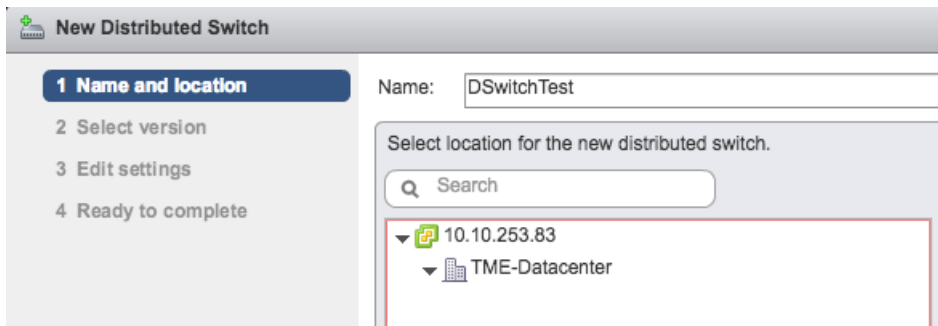 New Distributed Switch
1 Name and location
2 Select version
3 Edit settings
4 Ready to complete
Name: DSwitchTest
Select location for the new distributed switch.
Search
10.10.253.83
TME-Datacenter